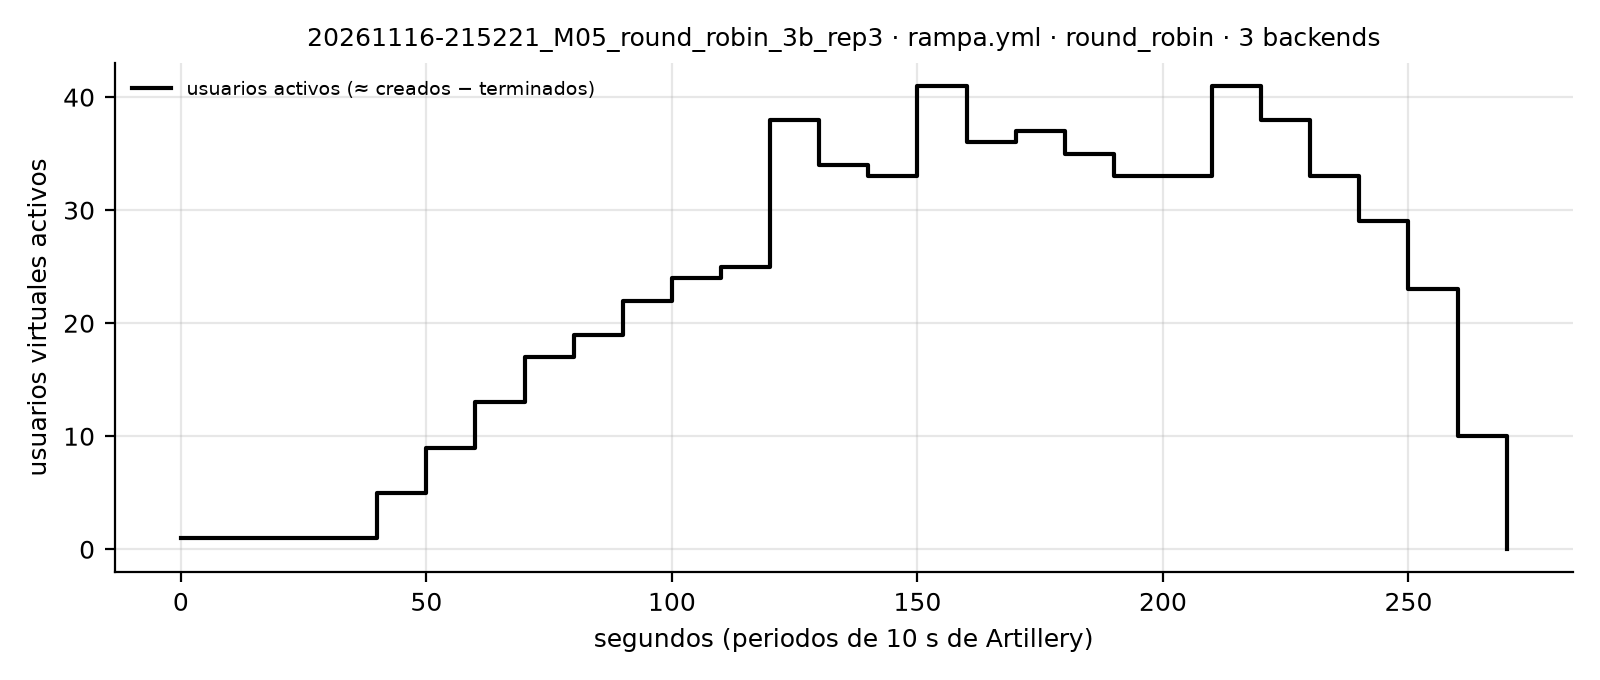 20261116-215221_M05_round_robin_3b_rep3 · rampa.yml · round_robin · 3 backends
usuarios activos (≈ creados − terminados)
usuarios virtuales activos
40
30
20
10
0
0 50 100 150 200 250
segundos (periodos de 10 s de Artillery)